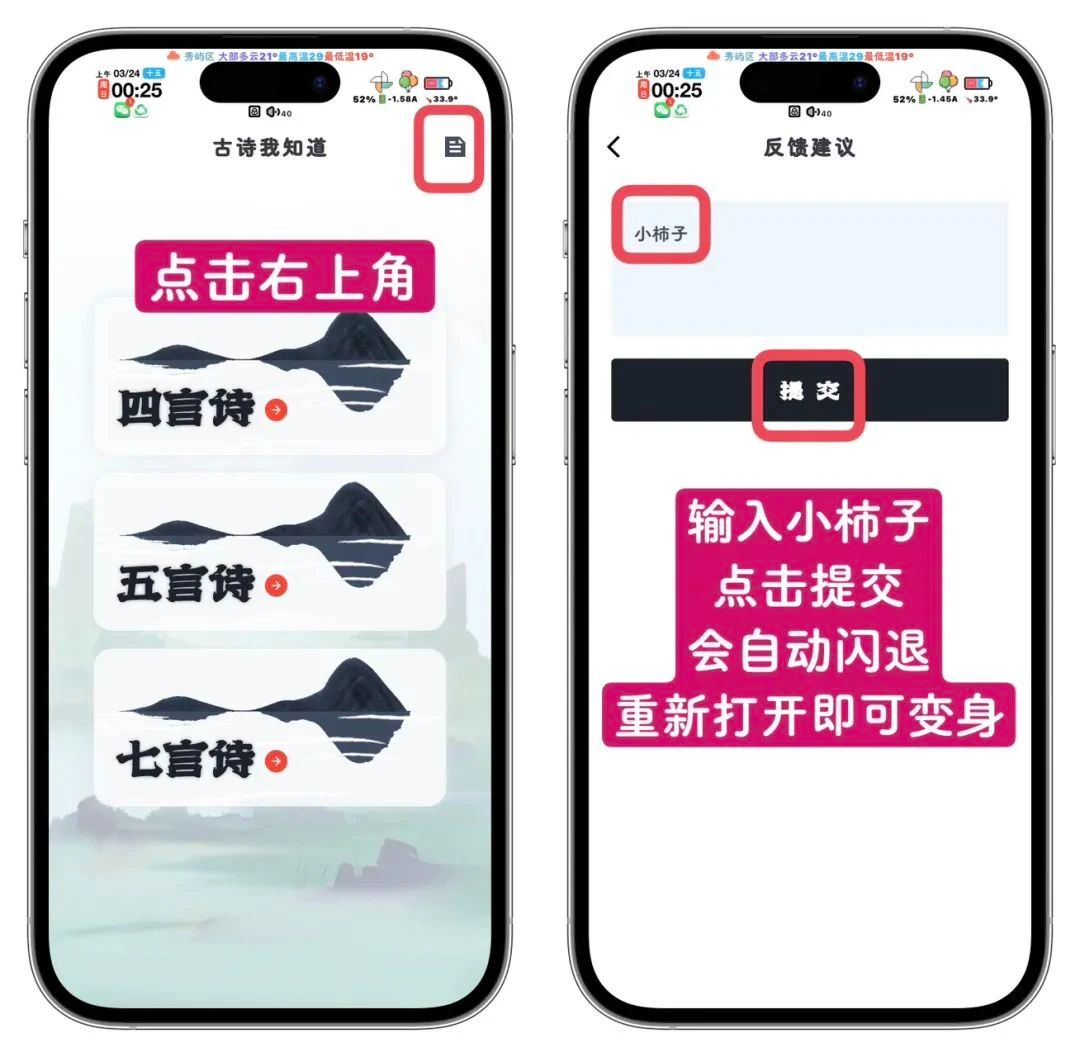 秀屿区 大部多云21°最高温29最低温19°
上午 03/24 十五
周日 00:25
52% -1.58A 33.9°
40
古诗我知道
点击右上角
四言诗
五言诗
七言诗
秀屿区 大部多云21°最高温29最低温19°
上午 03/24 十五
周日 00:25
52% -1.45A 33.9°
40
反馈建议
小柿子
提交
输入小柿子
点击提交
会自动闪退
重新打开即可变身